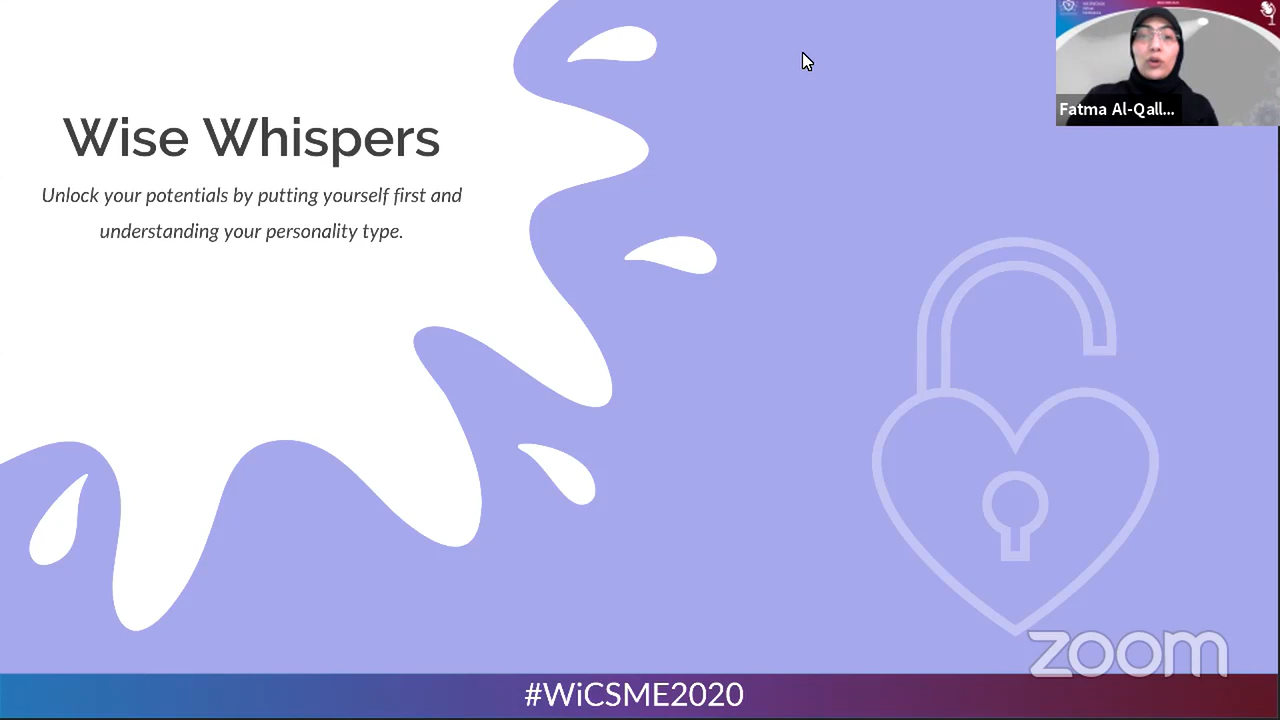 Wise Whispers
Unlock your potentials by putting yourself first and
understanding your personality type.
Fatma Al-Qall...
zoom
#WiCSME2020